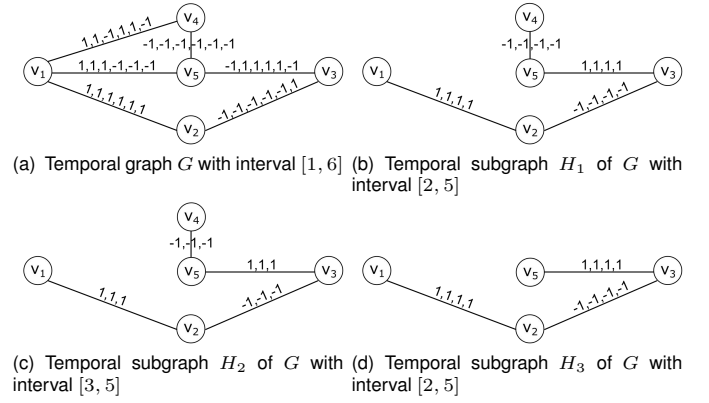 v4
v4
1,1,-1,1,1,-1
-1,-1,-1,-1,-1,-1
-1,-1,-1,-1
v1
1,1,1,-1,-1,-1
v5
-1,1,1,1,1,-1
v3
v1
v5
1,1,1,1
v3
1,1,1,1,1,1
-1,-1,-1,-1,-1,1
1,1,1,1
-1,-1,-1,-1
v2
v2
(a) Temporal graph G with interval [1, 6]
(b) Temporal subgraph H1 of G with
interval [2, 5]
v4
-1,-1,-1
v1
v5
1,1,1
v3
v1
v5
1,1,1,1
v3
1,1,1
-1,-1,-1
1,1,1,1
-1,-1,-1,-1
v2
v2
(c) Temporal subgraph H2 of G with
interval [3, 5]
(d) Temporal subgraph H3 of G with
interval [2, 5]